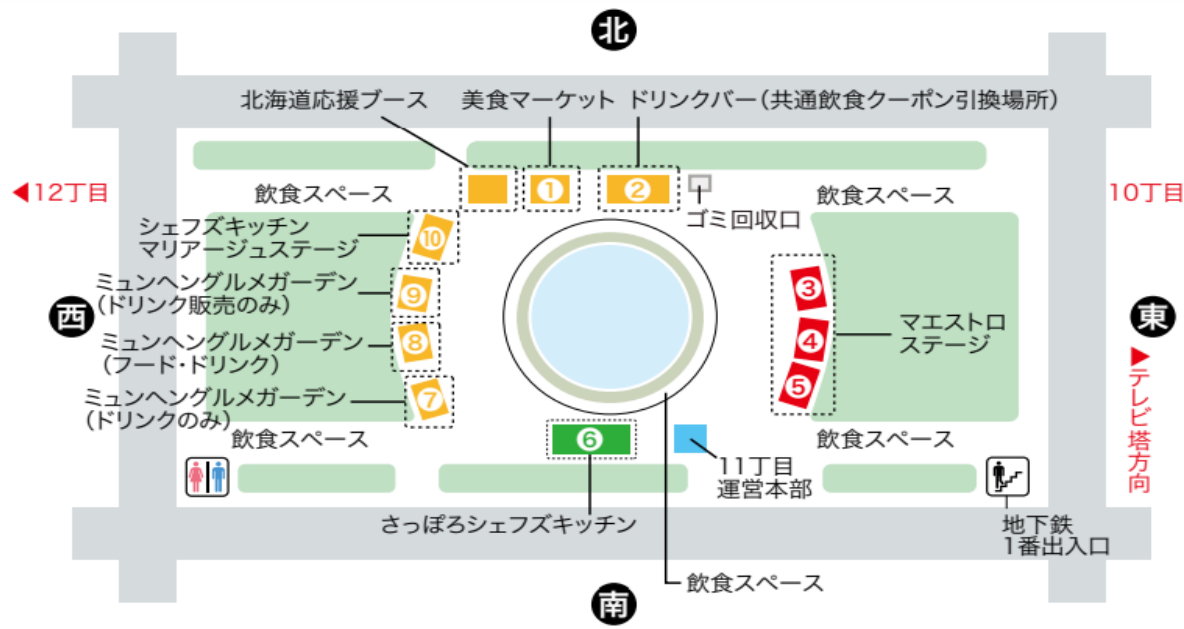 北
北海道応援ブース
美食マーケット
ドリンクバー（共通飲食クーポン引換場所）
◀12丁目
飲食スペース
❶
❷
ゴミ回収口
飲食スペース
10丁目
シェフズキッチン
マリアージュステージ
❿
ミュンヘングルメガーデン
（ドリンク販売のみ）
❾
❸
西
東
ミュンヘングルメガーデン
（フード・ドリンク）
❽
❹
マエストロ
ステージ
▶テレビ塔方向
ミュンヘングルメガーデン
（ドリンクのみ）
❼
❺
飲食スペース
❻
飲食スペース
11丁目
運営本部
さっぽろシェフズキッチン
地下鉄
1番出入口
飲食スペース
南